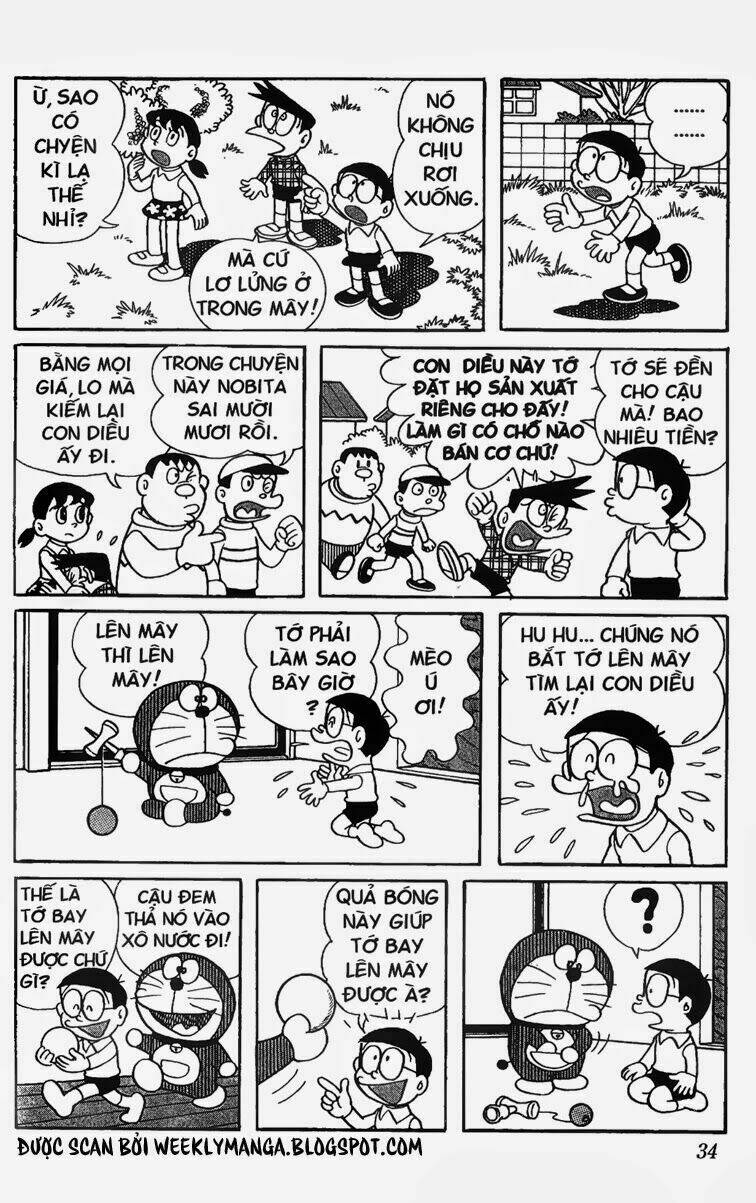 ......
......
NÓ
KHÔNG
CHỊU
RƠI
XUỐNG.
MÀ CỨ
LƠ LỬNG Ở
TRONG MÂY!
Ừ, SAO
CÓ
CHYỆN
KÌ LẠ
THẾ
NHỈ?
TỚ SẼ ĐỀN
CHO CẬU
MÀ! BAO
NHIÊU TIỀN?
CON DIỀU NÀY TỚ
ĐẶT HỌ SẢN XUẤT
RIÊNG CHO ĐẤY!
LÀM GÌ CÓ CHỐ NÀO
BÁN CƠ CHỨ!
TRONG CHUYỆN
NÀY NOBITA
SAI MƯỜI
MƯƠI RỒI.
BẰNG MỌI
GIÁ, LO MÀ
KIẾM LẠI
CON DIỀU
ẤY ĐI.
HU HU... CHÚNG NÓ
BẮT TỚ LÊN MÂY
TÌM LẠI CON DIỀU
ẤY!
MÈO
Ú
ƠI!
TỚ PHẢI
LÀM SAO
BÂY GIỜ
?
LÊN MÂY
THÌ LÊN
MÂY!
?
QUẢ BÓNG
NÀY GIÚP
TỚ BAY
LÊN MÂY
ĐƯỢC À?
CẬU ĐEM
THẢ NÓ VÀO
XÔ NƯỚC ĐI!
THẾ LÀ
TỚ BAY
LÊN MÂY
ĐƯỢC CHỨ
GÌ?
ĐƯỢC SCAN BỞI WEEKLYMANGA.BLOGSPOT.COM
34